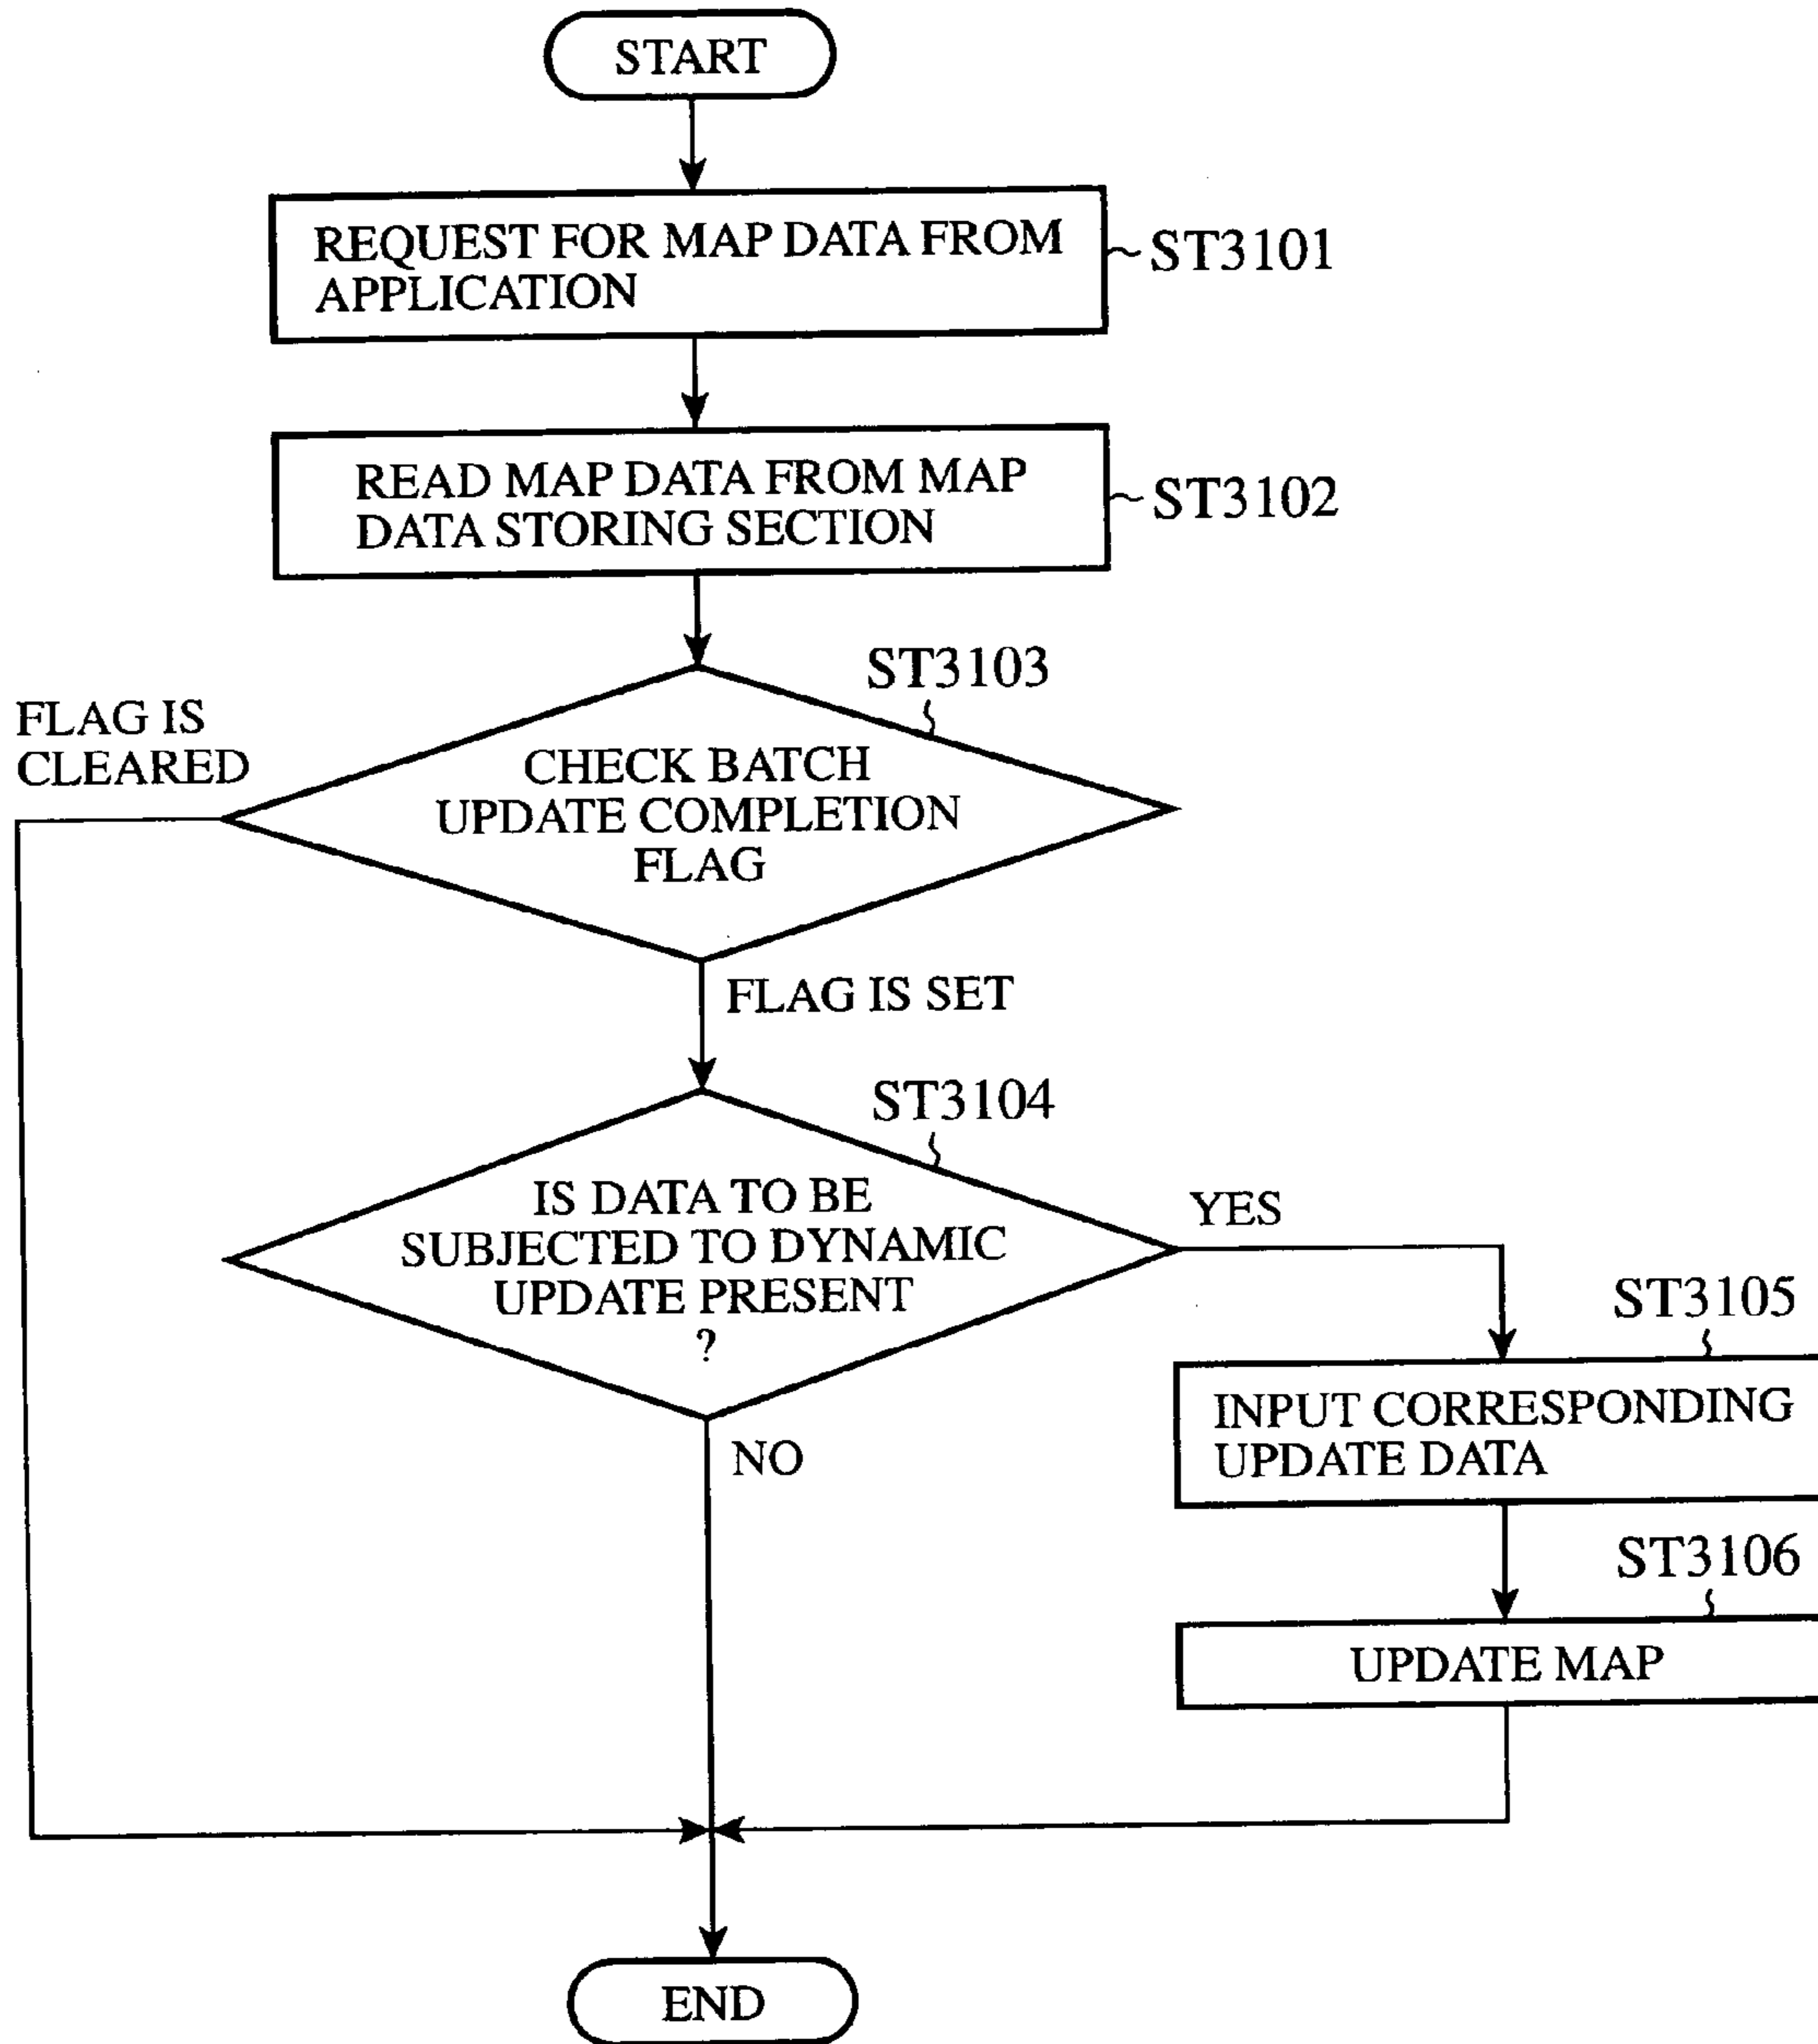 START
REQUEST FOR MAP DATA FROM
APPLICATION
ST3101
READ MAP DATA FROM MAP
DATA STORING SECTION
ST3102
ST3103
FLAG IS
CLEARED
CHECK BATCH
UPDATE COMPLETION
FLAG
FLAG IS SET
ST3104
IS DATA TO BE
SUBJECTED TO DYNAMIC
UPDATE PRESENT
?
YES
NO
ST3105
INPUT CORRESPONDING
UPDATE DATA
ST3106
UPDATE MAP
END